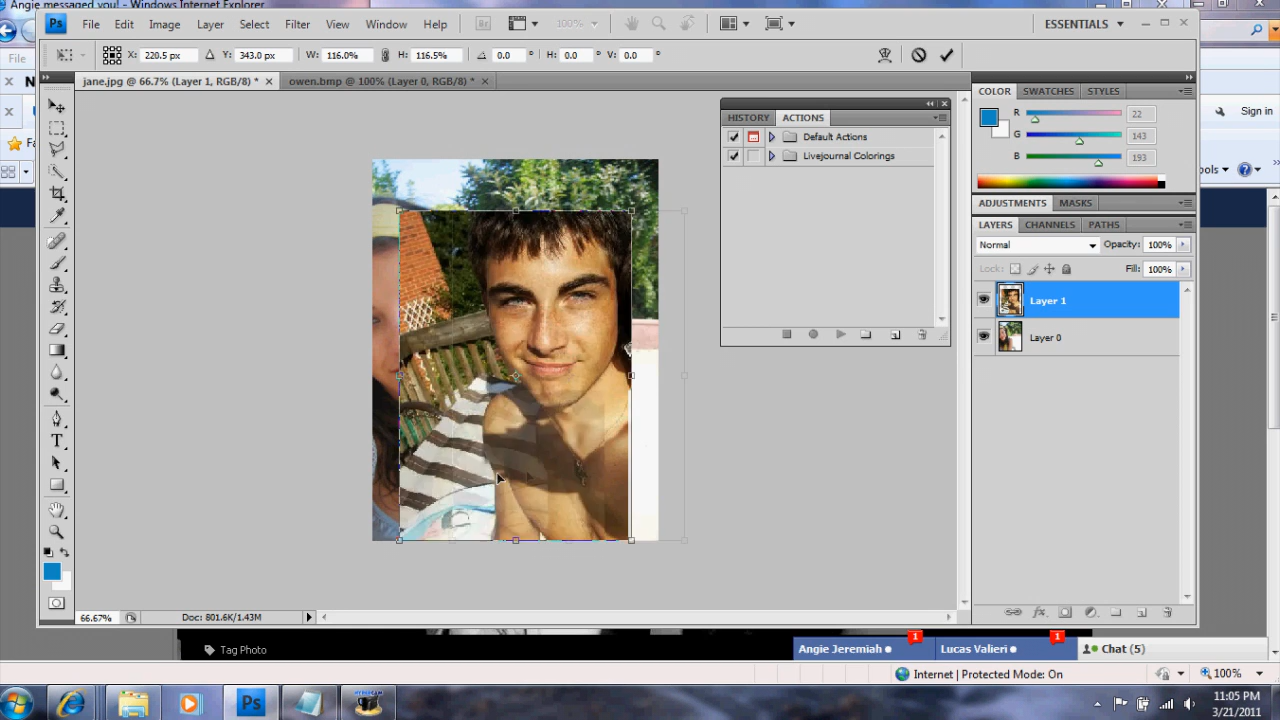 Angie messaged you! - Windows Internet Explorer
Ps File Edit Image Layer Select Filter View Window Help Br 100% ESSENTIALS
X: 220.5 px Y: 343.0 px W: 116.0% H: 116.5% 0.0 ° H: 0.0 ° V: 0.0 °
jane.jpg @ 66.7% (Layer 1, RGB/8) * × owen.bmp @ 100% (Layer 0, RGB/8) * ×
HISTORY ACTIONS
Default Actions
Livejournal Colorings
COLOR SWATCHES STYLES
R 22
G 143
B 193
ADJUSTMENTS MASKS
LAYERS CHANNELS PATHS
Normal Opacity: 100%
Lock: Fill: 100%
Layer 1
Layer 0
Sign in
66.67% Doc: 801.6K/1.43M
Tag Photo
Angie Jeremiah 1 Lucas Valieri 1 Chat (5)
Internet | Protected Mode: On 100%
Ps
11:05 PM
3/21/2011